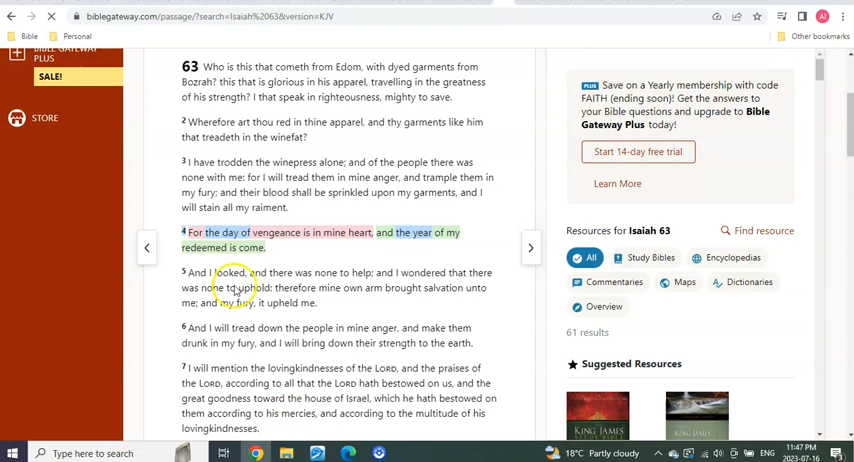 biblegateway.com/passage/?search=Isaiah%2063&version=KJV
Bible
Personal
Other bookmarks
BIBLE GATEWAY
PLUS
SALE!
STORE
63 Who is this that cometh from Edom, with dyed garments from
Bozrah? this that is glorious in his apparel, travelling in the greatness
of his strength? I that speak in righteousness, mighty to save.
2 Wherefore art thou red in thine apparel, and thy garments like him
that treadeth in the winefat?
3 I have trodden the winepress alone; and of the people there was
none with me: for I will tread them in mine anger, and trample them in
my fury; and their blood shall be sprinkled upon my garments, and I
will stain all my raiment.
4 For the day of vengeance is in mine heart, and the year of my
redeemed is come.
5 And I looked, and there was none to help; and I wondered that there
was none to uphold: therefore mine own arm brought salvation unto
me; and my fury, it upheld me.
6 And I will tread down the people in mine anger, and make them
drunk in my fury, and I will bring down their strength to the earth.
7 I will mention the lovingkindnesses of the LORD, and the praises of
the LORD, according to all that the LORD hath bestowed on us, and the
great goodness toward the house of Israel, which he hath bestowed on
them according to his mercies, and according to the multitude of his
lovingkindnesses.
PLUS Save on a Yearly membership with code
FAITH (ending soon)! Get the answers to
your Bible questions and upgrade to Bible
Gateway Plus today!
Start 14-day free trial
Learn More
Resources for Isaiah 63
Find resource
All
Study Bibles
Encyclopedias
Commentaries
Maps
Dictionaries
Overview
61 results
Suggested Resources
KING JAMES
KING JAMES
Type here to search
18°C Partly cloudy
ENG
11:47 PM
2023-07-16